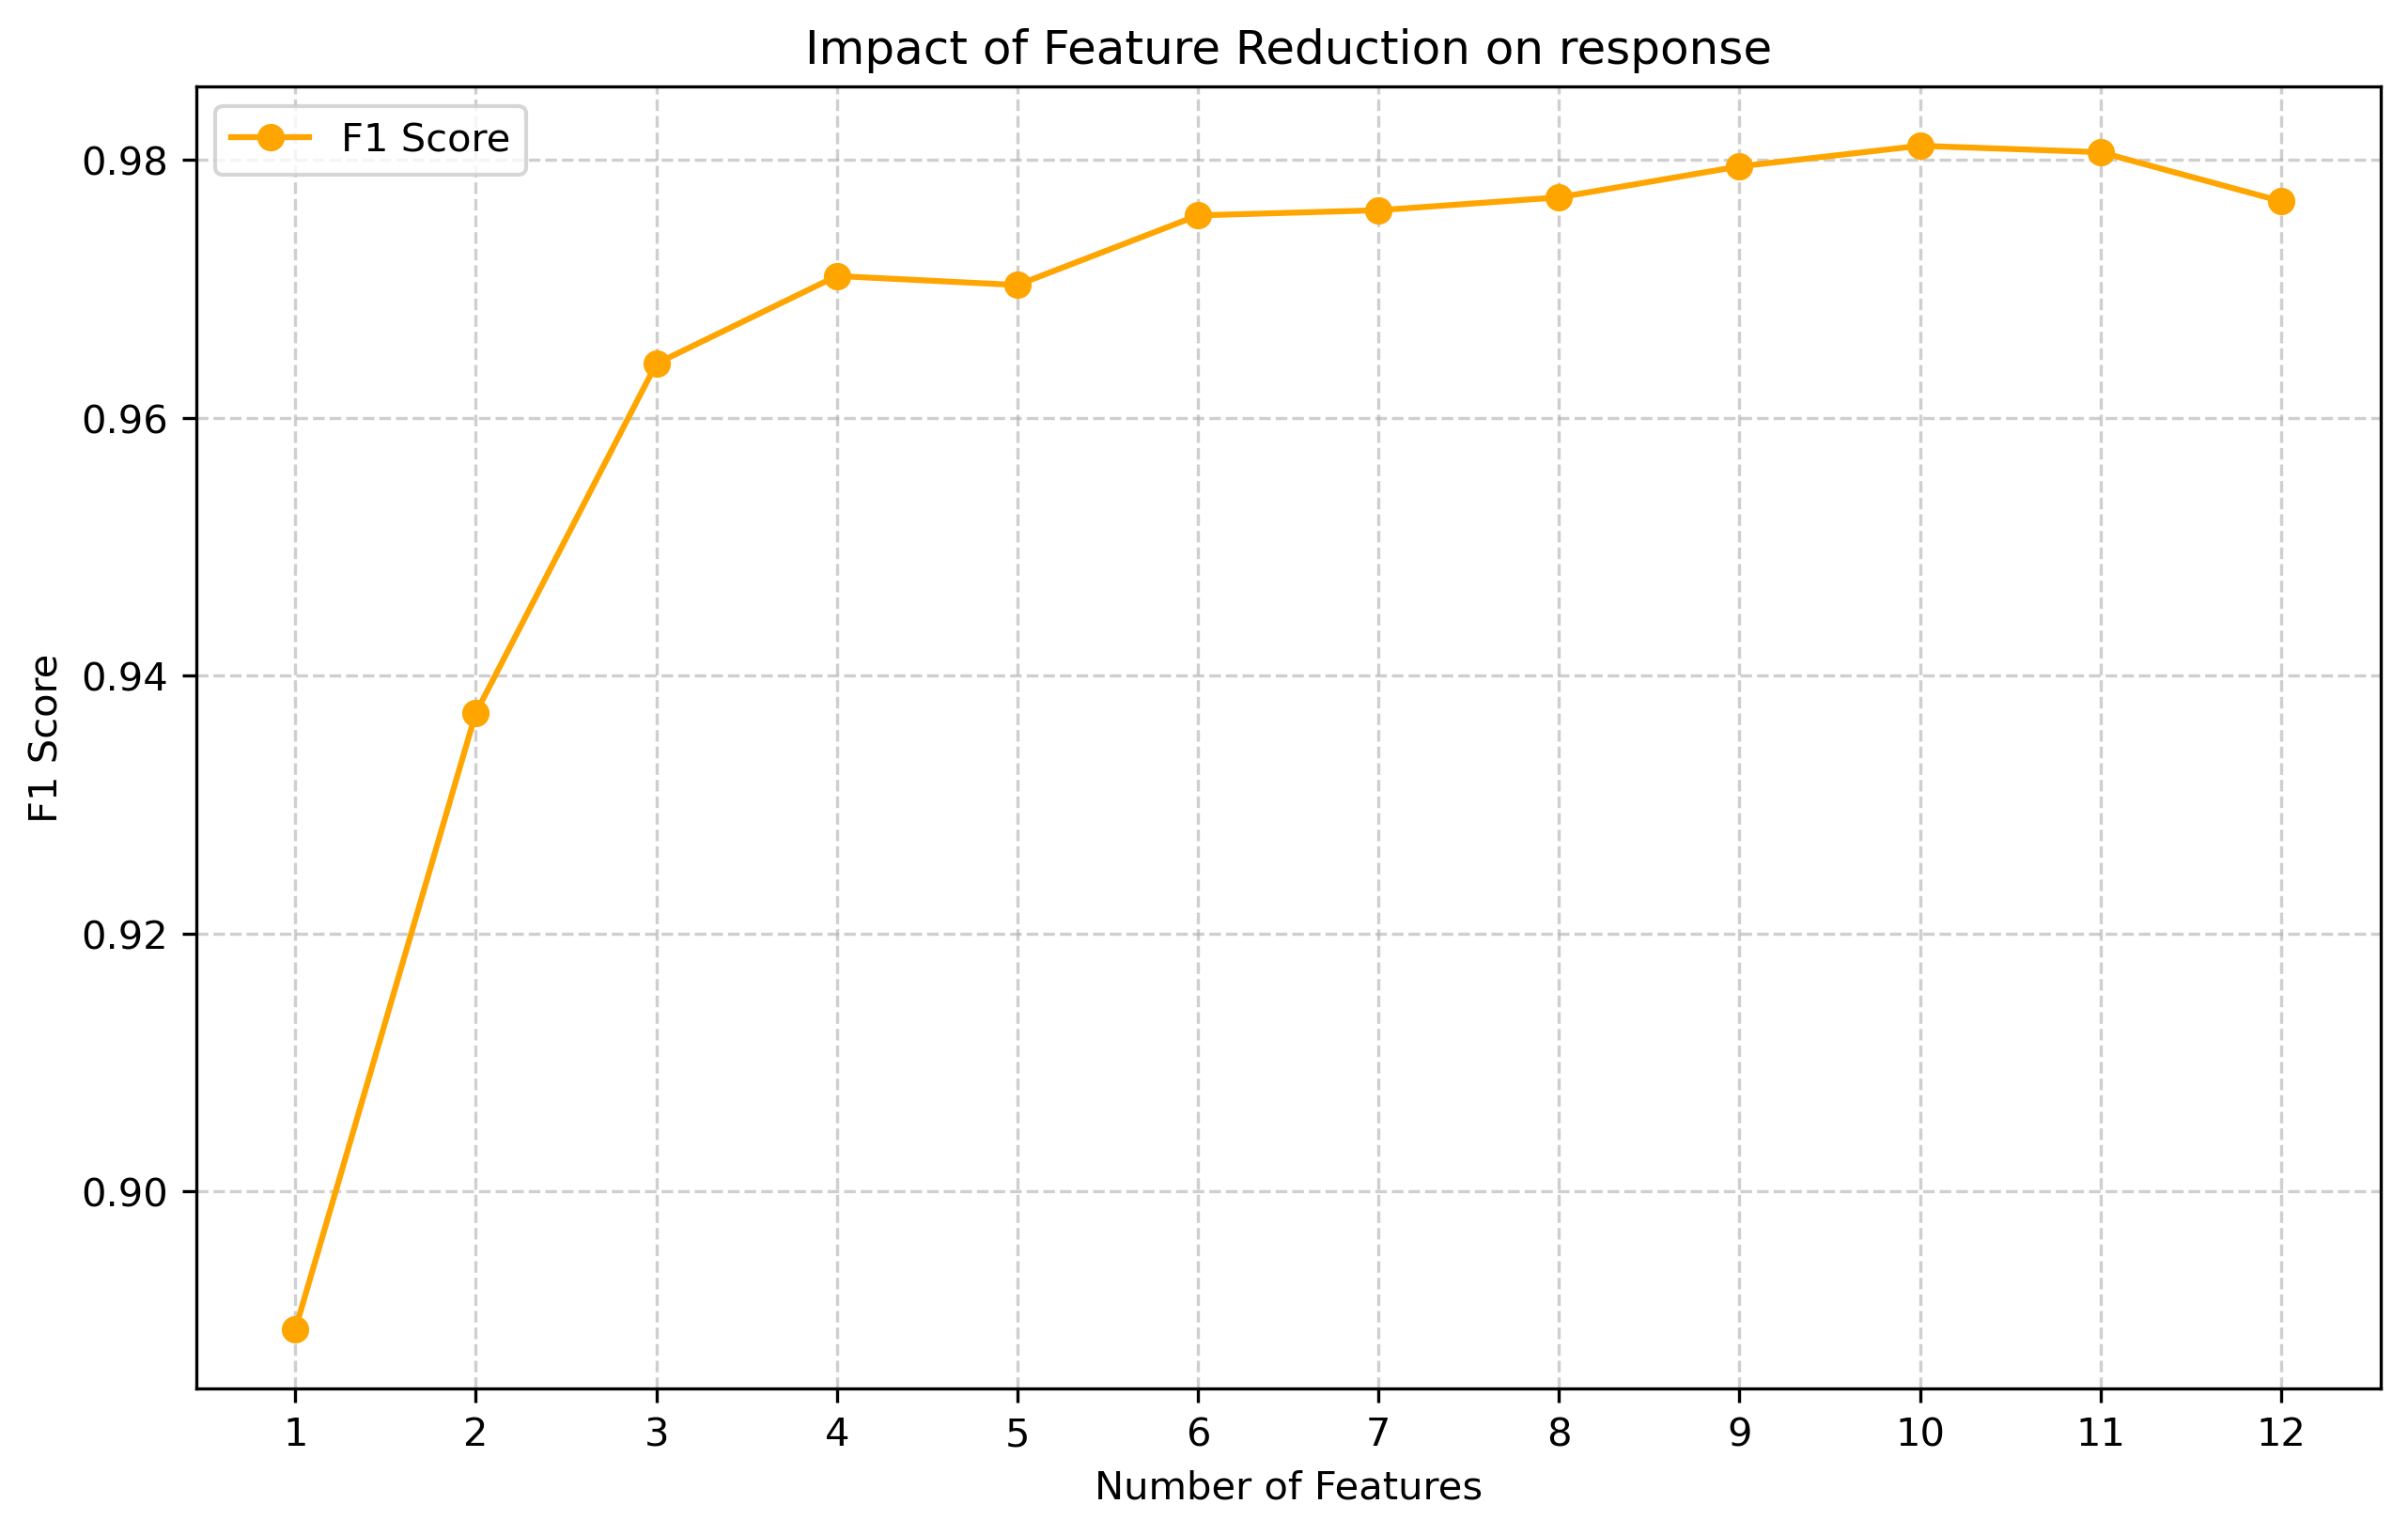 Impact of Feature Reduction on response
F1 Score
0.98
0.96
0.94
0.92
0.90
F1 Score
1 2 3 4 5 6 7 8 9 10 11 12
Number of Features